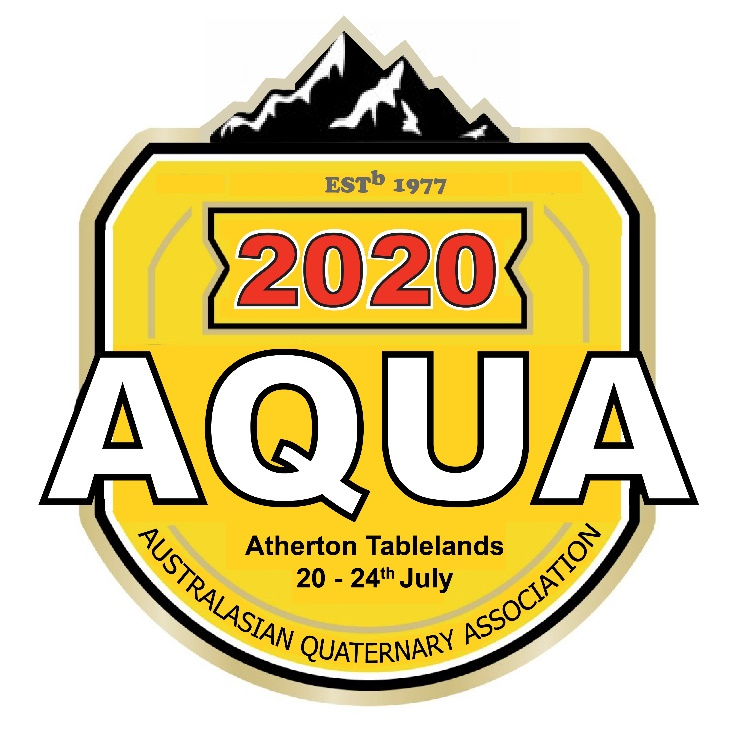 ESTᵇ 1977
2020
AQUA
Atherton Tablelands
20 - 24ᵗʰ July
AUSTRALASIAN QUATERNARY ASSOCIATION